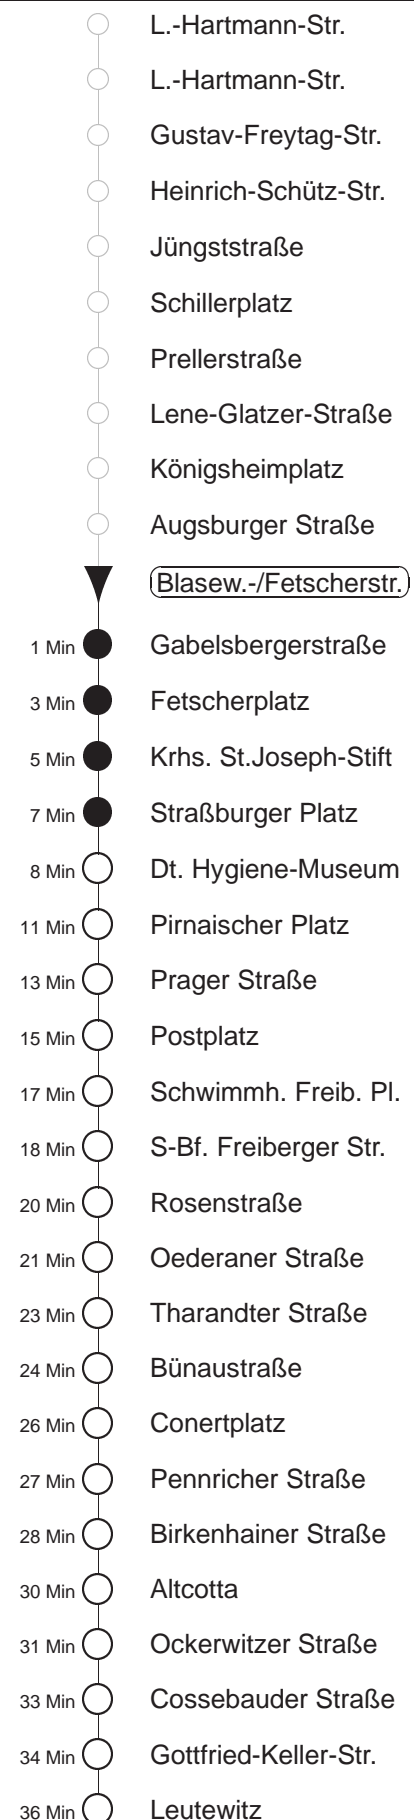 L.-Hartmann-Str.
L.-Hartmann-Str.
Gustav-Freytag-Str.
Heinrich-Schütz-Str.
Jüngststraße
Schillerplatz
Prellerstraße
Lene-Glatzer-Straße
Königsheimplatz
Augsburger Straße
Blasew.-/Fetscherstr.
1 Min Gabelsbergerstraße
3 Min Fetscherplatz
5 Min Krhs. St.Joseph-Stift
7 Min Straßburger Platz
8 Min Dt. Hygiene-Museum
11 Min Pirnaischer Platz
13 Min Prager Straße
15 Min Postplatz
17 Min Schwimmh. Freib. Pl.
18 Min S-Bf. Freiberger Str.
20 Min Rosenstraße
21 Min Oederaner Straße
23 Min Tharandter Straße
24 Min Bünaustraße
26 Min Conertplatz
27 Min Pennricher Straße
28 Min Birkenhainer Straße
30 Min Altcotta
31 Min Ockerwitzer Straße
33 Min Cossebauder Straße
34 Min Gottfried-Keller-Str.
36 Min Leutewitz